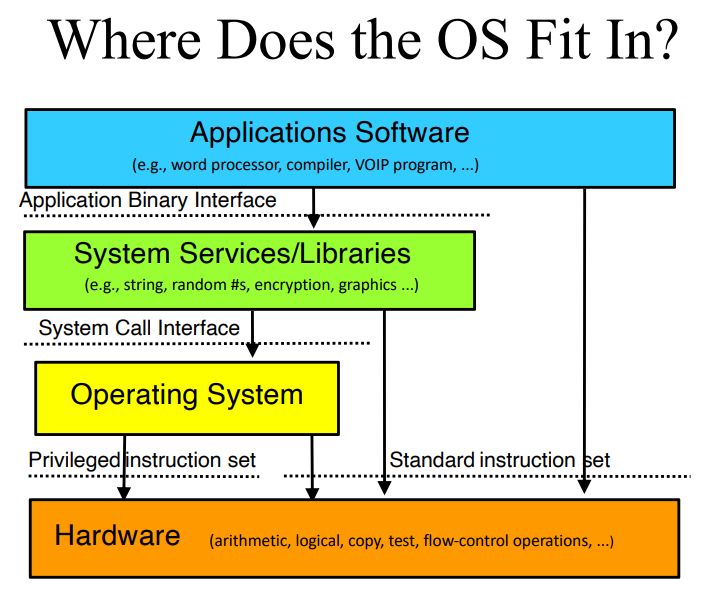 Where Does the OS Fit In?
Applications Software
(e.g., word processor, compiler, VOIP program, ...)
Application Binary Interface
System Services/Libraries
(e.g., string, random #s, encryption, graphics ...)
System Call Interface
Operating System
Privileged instruction set
Standard instruction set
Hardware (arithmetic, logical, copy, test, flow-control operations, ...)